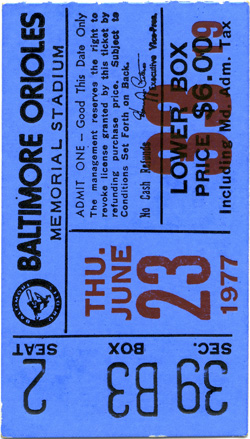 BALTIMORE ORIOLES
MEMORIAL STADIUM
ADMIT ONE — Good This Date Only
The management reserves the right to
revoke license granted by this ticket by
refunding purchase price. Subject to
Conditions Set Forth on Back.
Executive Vice-Pres.
No Cash Refunds
LOWER BOX
PRICE $6.00
Including Md. Adm. Tax
THU.
JUNE
23
1977
SEC.
39
BOX
B3
SEAT
2